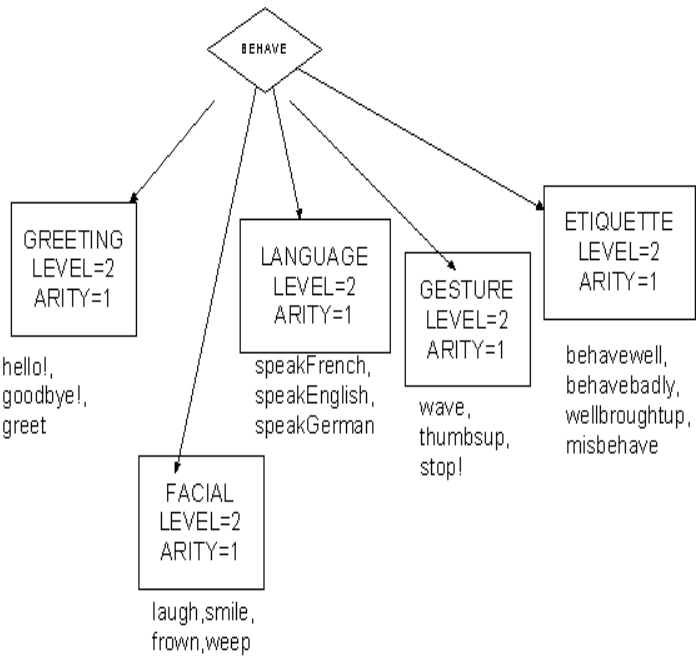 BEHAVE
GREETING
LEVEL=2
ARITY=1
hello!,
goodbye!,
greet
FACIAL
LEVEL=2
ARITY=1
laugh,smile,
frown,weep
LANGUAGE
LEVEL=2
ARITY=1
speakFrench,
speakEnglish,
speakGerman
GESTURE
LEVEL=2
ARITY=1
wave,
thumbsup,
stop!
ETIQUETTE
LEVEL=2
ARITY=1
behavewell,
behavebadly,
wellbroughtup,
misbehave